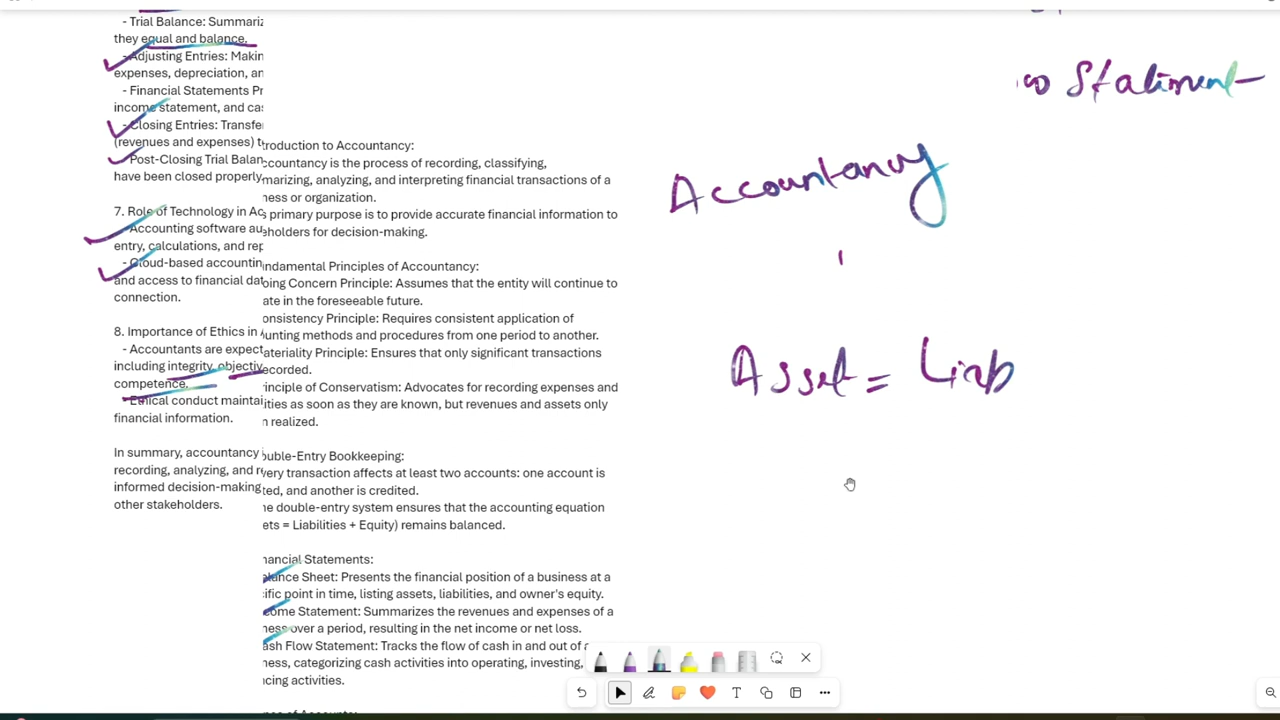 - Trial Balance: Summariz
they equal and balance.
- Adjusting Entries: Makin
expenses, depreciation, an
- Financial Statements Pr
income statement, and cas
- Closing Entries: Transfe
(revenues and expenses) t
- Post-Closing Trial Balan
have been closed properly
7. Role of Technology in Ac
- Accounting software au
entry, calculations, and rep
- Cloud-based accountin
and access to financial dat
connection.
8. Importance of Ethics in A
- Accountants are expect
including integrity, objectiv
competence.
- Ethical conduct maintai
financial information.
In summary, accountancy
recording, analyzing, and r
informed decision-making
other stakeholders.
troduction to Accountancy:
ccountancy is the process of recording, classifying,
marizing, analyzing, and interpreting financial transactions of a
ness or organization.
s primary purpose is to provide accurate financial information to
eholders for decision-making.
ndamental Principles of Accountancy:
oing Concern Principle: Assumes that the entity will continue to
ate in the foreseeable future.
onsistency Principle: Requires consistent application of
unting methods and procedures from one period to another.
ateriality Principle: Ensures that only significant transactions
ecorded.
rinciple of Conservatism: Advocates for recording expenses and
ities as soon as they are known, but revenues and assets only
n realized.
ouble-Entry Bookkeeping:
very transaction affects at least two accounts: one account is
ted, and another is credited.
he double-entry system ensures that the accounting equation
ets = Liabilities + Equity) remains balanced.
nancial Statements:
alance Sheet: Presents the financial position of a business at a
ific point in time, listing assets, liabilities, and owner's equity.
come Statement: Summarizes the revenues and expenses of a
ness over a period, resulting in the net income or net loss.
ash Flow Statement: Tracks the flow of cash in and out of a
ness, categorizing cash activities into operating, investing,
ncing activities.
Statiment
Accountancy
Asset = Liab